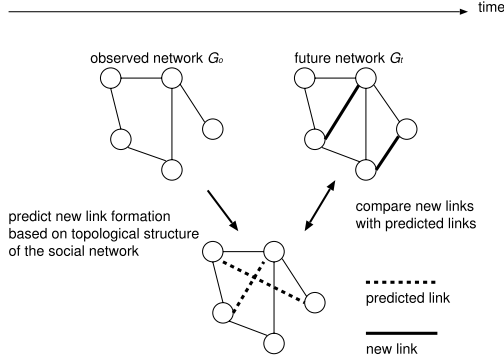 time
observed network Go
future network Gt
predict new link formation
based on topological structure
of the social network
compare new links
with predicted links
predicted link
new link